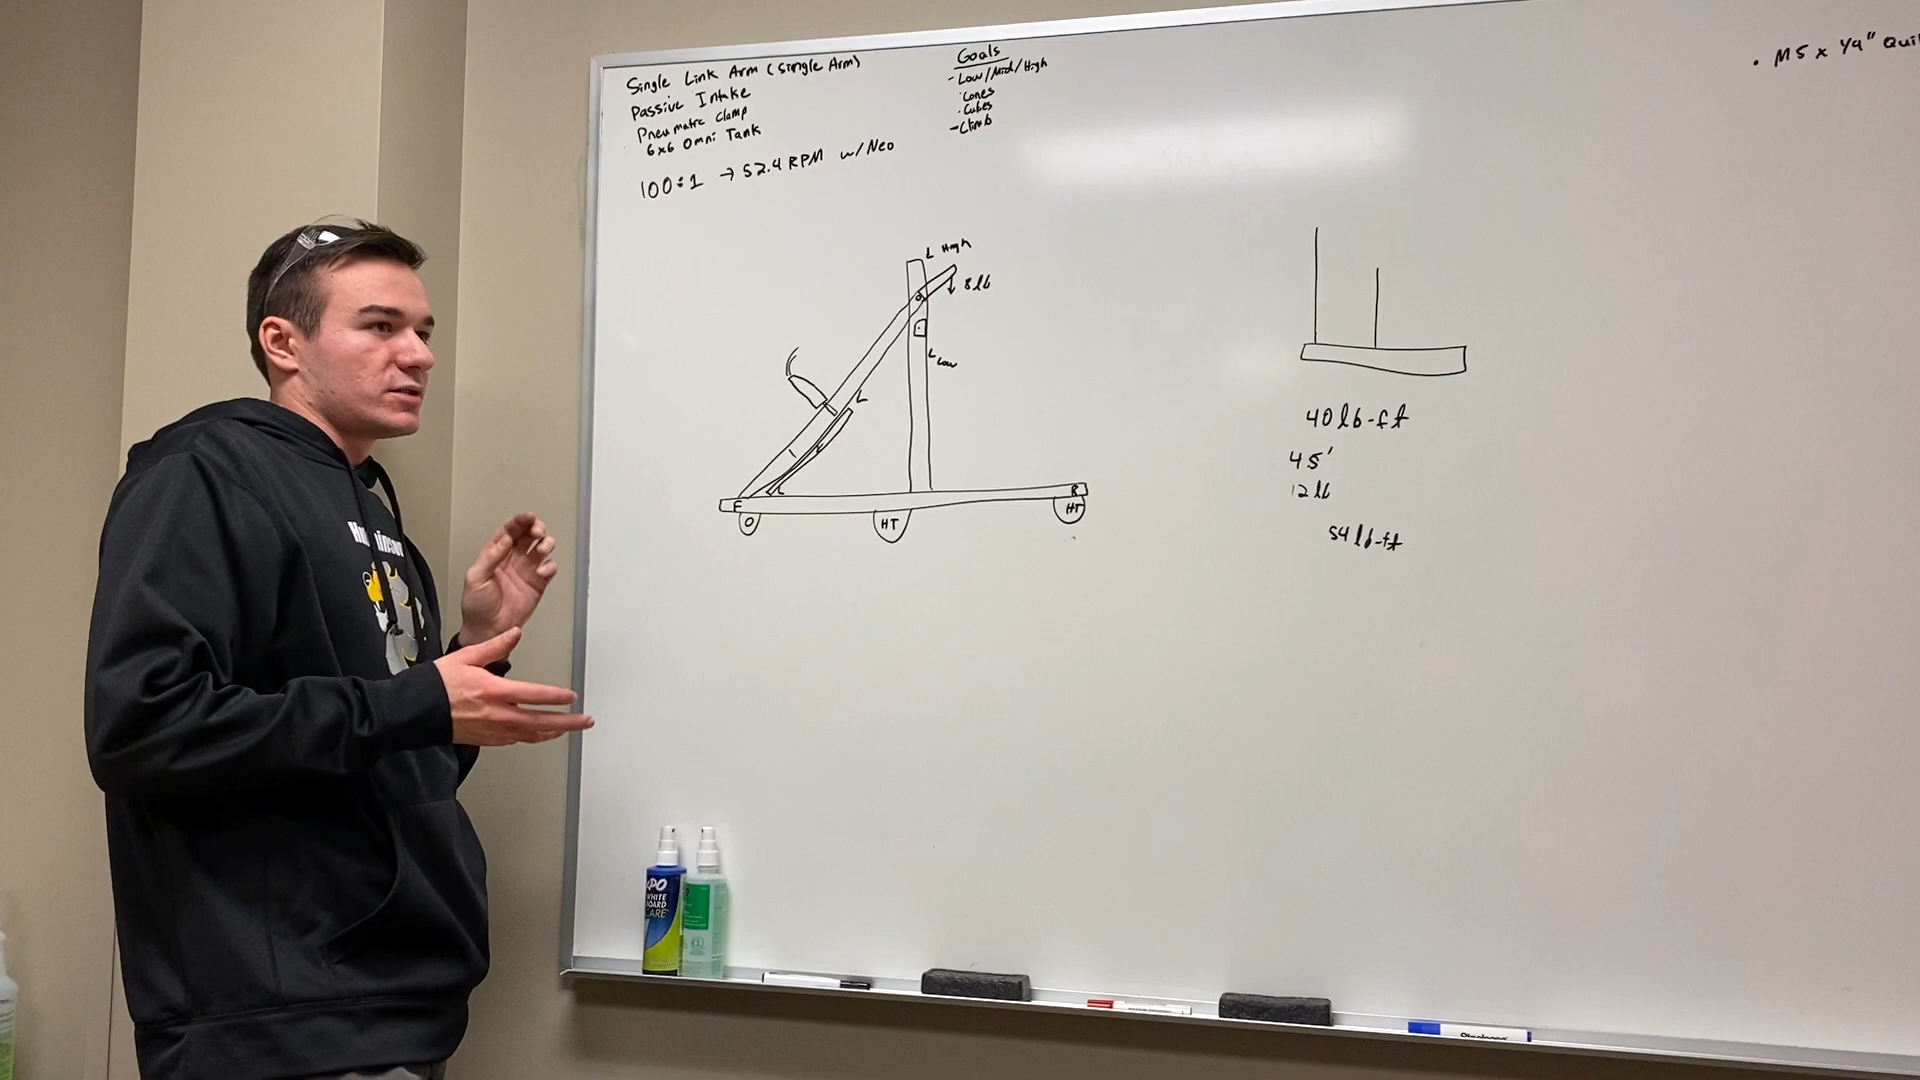 Single Link Arm (Single Arm)
Passive Intake
Pneumatic Clamp
6x6 Omni Tank
100:1 → 52.4 RPM w/Neo
Goals
- Low/Mid/High
· Cones
· Cubes
- Climb
• M5 x 1/4" Qui
L High
8 lb
L Low
L
F
R
O
HT
HT
40 lb-ft
45'
12 lb
54 lb-ft
WHITE
BOARD
CARE